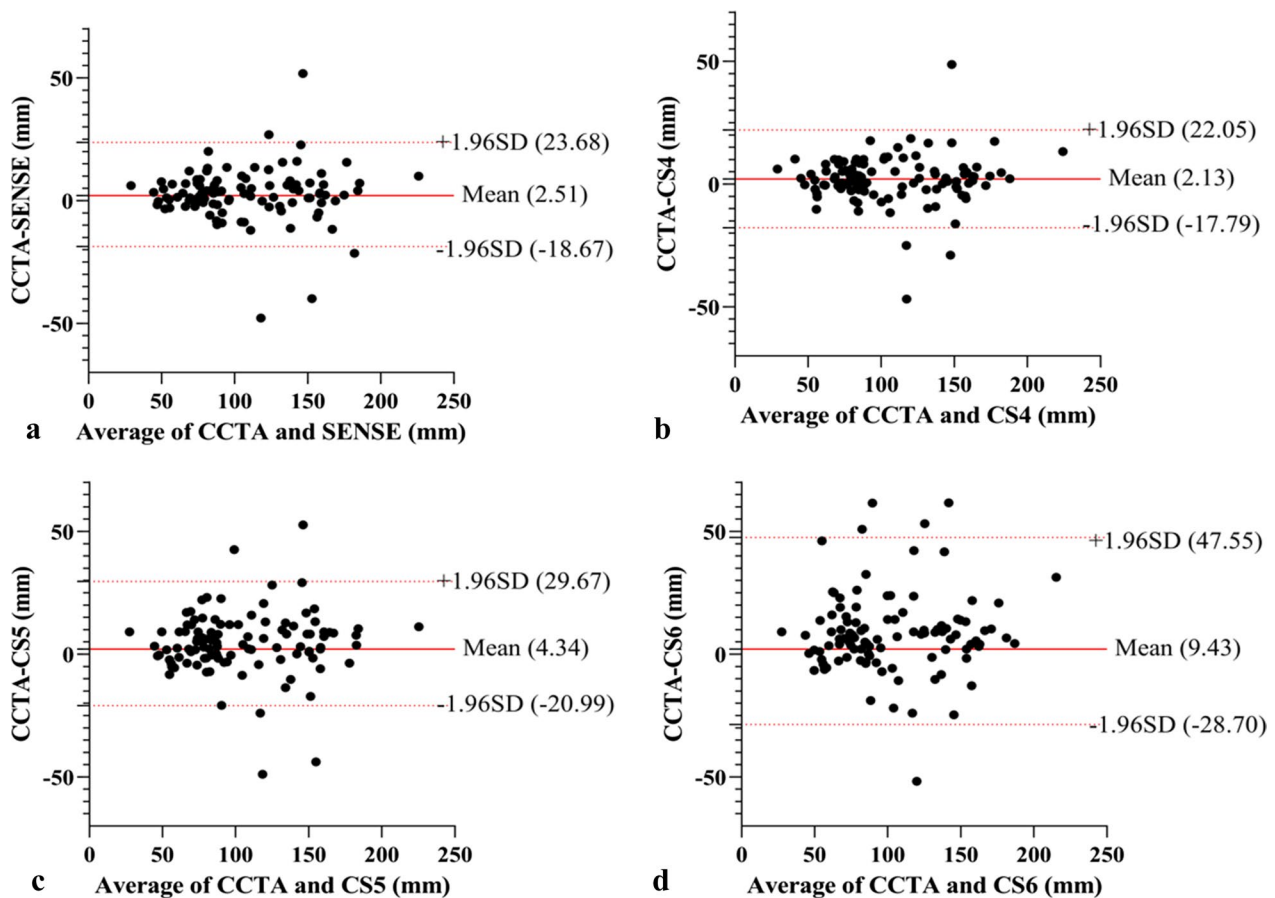 CCTA-SENSE (mm)
50
0
-50
+1.96SD (23.68)
Mean (2.51)
-1.96SD (-18.67)
0 50 100 150 200 250
a Average of CCTA and SENSE (mm)
CCTA-CS4 (mm)
50
0
-50
+1.96SD (22.05)
Mean (2.13)
-1.96SD (-17.79)
0 50 100 150 200 250
b Average of CCTA and CS4 (mm)
CCTA-CS5 (mm)
50
0
-50
+1.96SD (29.67)
Mean (4.34)
-1.96SD (-20.99)
0 50 100 150 200 250
c Average of CCTA and CS5 (mm)
CCTA-CS6 (mm)
50
0
-50
+1.96SD (47.55)
Mean (9.43)
-1.96SD (-28.70)
0 50 100 150 200 250
d Average of CCTA and CS6 (mm)